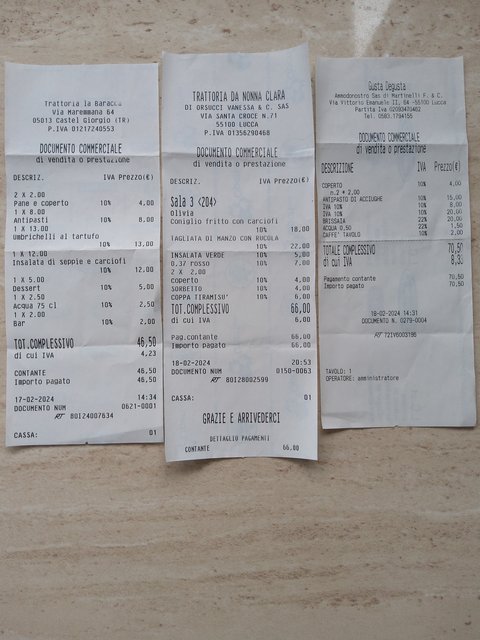 Trattoria la Baracca
Via Maremmana 64
05013 Castel Giorgio (TR)
P.IVA 01217240553
DOCUMENTO COMMERCIALE
di vendita o prestazione
DESCRIZ. IVA Prezzo(€)
2 X 2.00
Pane e coperto 10% 4,00
1 X 8.00
Antipasti 10% 8,00
1 X 13.00
umbrichelli al tartufo
10% 13,00
1 X 12.00
Insalata di seppie e carciofi
10% 12,00
1 X 5.00
Dessert 10% 5,00
1 X 2.50
Acqua 75 cl 10% 2,50
1 X 2.00
Bar 10% 2,00
TOT.COMPLESSIVO 46,50
di cui IVA 4,23
CONTANTE 46,50
Importo pagato 46,50
17-02-2024 14:34
DOCUMENTO NUM 0621-0001
RT 80I24007634
CASSA: 01
TRATTORIA DA NONNA CLARA
DI ORSUCCI VANESSA & C. SAS
VIA SANTA CROCE N.71
55100 LUCCA
P.IVA 01356290468
DOCUMENTO COMMERCIALE
di vendita o prestazione
DESCRIZ. IVA Prezzo(€)
Sala 3 <204>
Olivia
Coniglio fritto con carciofi
10% 18,00
TAGLIATA DI MANZO CON RUCOLA
10% 22,00
INSALATA VERDE 10% 5,00
0,37 rosso 10% 7,00
2 X 2,00
coperto 10% 4,00
SORBETTO 10% 4,00
COPPA TIRAMISU' 10% 6,00
TOT.COMPLESSIVO 66,00
di cui IVA 6,00
Pag.contante 66,00
Importo pagato 66,00
18-02-2024 20:53
DOCUMENTO NUM 0150-0063
RT 80I28002599
CASSA: 01
GRAZIE E ARRIVEDERCI
DETTAGLIO PAGAMENTI
CONTANTE 66,00
Gusta Degusta
Ammodonostro Sas di Martinelli F. & C.
Via Vittorio Emanuele II, 64 -55100 Lucca
Partita Iva 02083470462
Tel. 0583.1794155
DOCUMENTO COMMERCIALE
di vendita o prestazione
DESCRIZIONE IVA Prezzo(€)
COPERTO 10% 4,00
n.2 * 2,00
ANTIPASTO DI ACCIUGHE 10% 15,00
IVA 10% 10% 8,00
IVA 10% 10% 20,00
BRISSAIA 22% 20,00
ACQUA 0,50 22% 1,50
CAFFE' TAVOLO 10% 2,00
TOTALE COMPLESSIVO 70,50
di cui IVA
Pagamento contante 70,50
Importo pagato 70,50
18-02-2024 14:31
DOCUMENTO N. 0279-0004
RT 72IV6003196
TAVOLO: 1
OPERATORE: amministratore